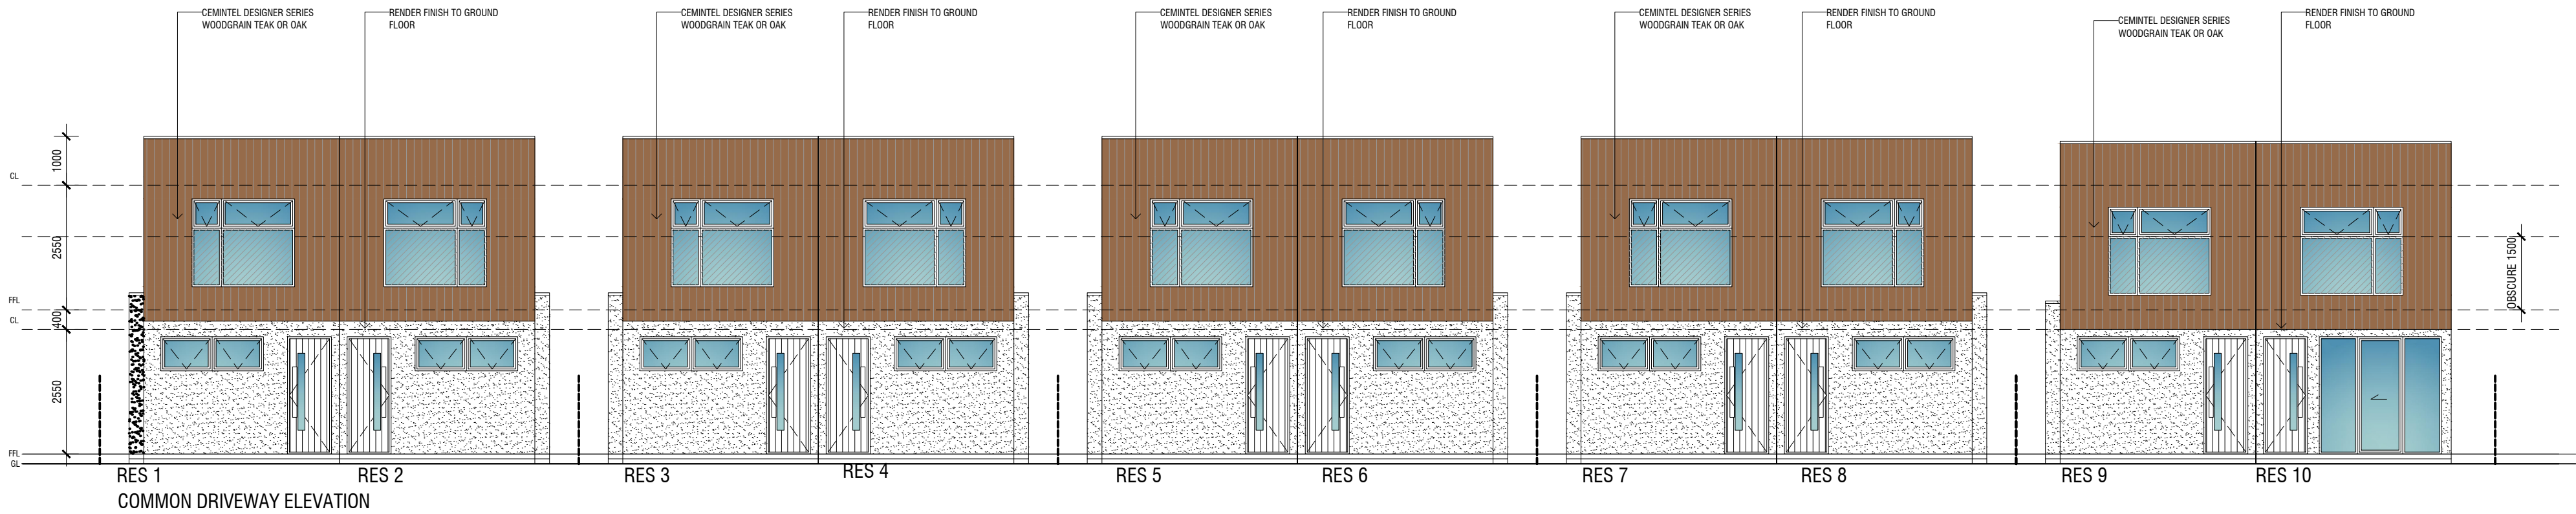 CEMINTEL DESIGNER SERIES
WOODGRAIN TEAK OR OAK
RENDER FINISH TO GROUND
FLOOR
CEMINTEL DESIGNER SERIES
WOODGRAIN TEAK OR OAK
RENDER FINISH TO GROUND
FLOOR
CEMINTEL DESIGNER SERIES
WOODGRAIN TEAK OR OAK
RENDER FINISH TO GROUND
FLOOR
CEMINTEL DESIGNER SERIES
WOODGRAIN TEAK OR OAK
RENDER FINISH TO GROUND
FLOOR
CEMINTEL DESIGNER SERIES
WOODGRAIN TEAK OR OAK
RENDER FINISH TO GROUND
FLOOR
1000
CL
2550
FFL
400
CL
2550
FFL
GL
OBSCURE 1500
RES 1
RES 2
RES 3
RES 4
RES 5
RES 6
RES 7
RES 8
RES 9
RES 10
COMMON DRIVEWAY ELEVATION